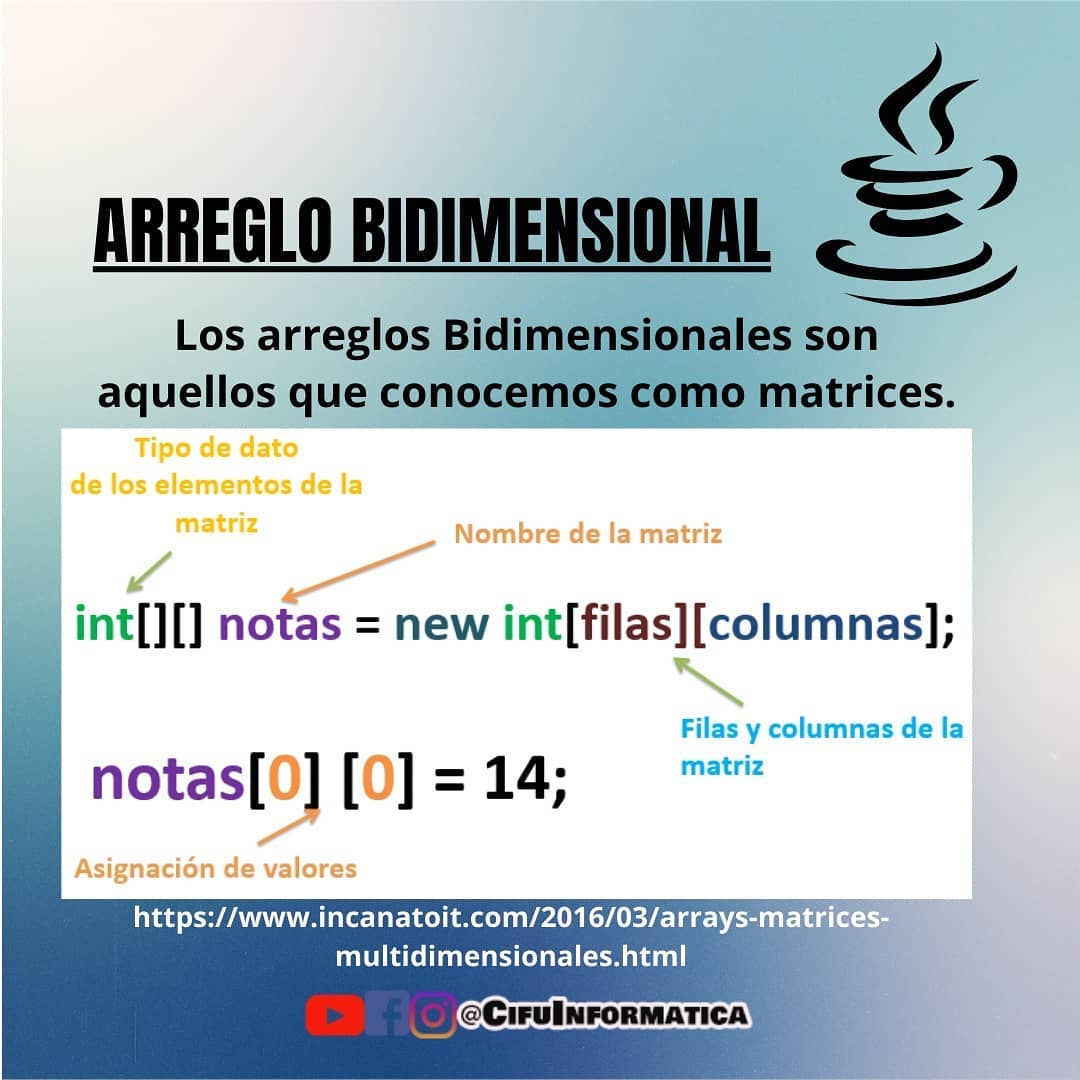 ARREGLO BIDIMENSIONAL
Los arreglos Bidimensionales son
aquellos que conocemos como matrices.
Tipo de dato
de los elementos de la
matriz
Nombre de la matriz
int[][] notas = new int[filas][columnas];
Filas y columnas de la
matriz
notas[0] [0] = 14;
Asignación de valores
https://www.incanatoit.com/2016/03/arrays-matrices-
multidimensionales.html
@CifuInformatica